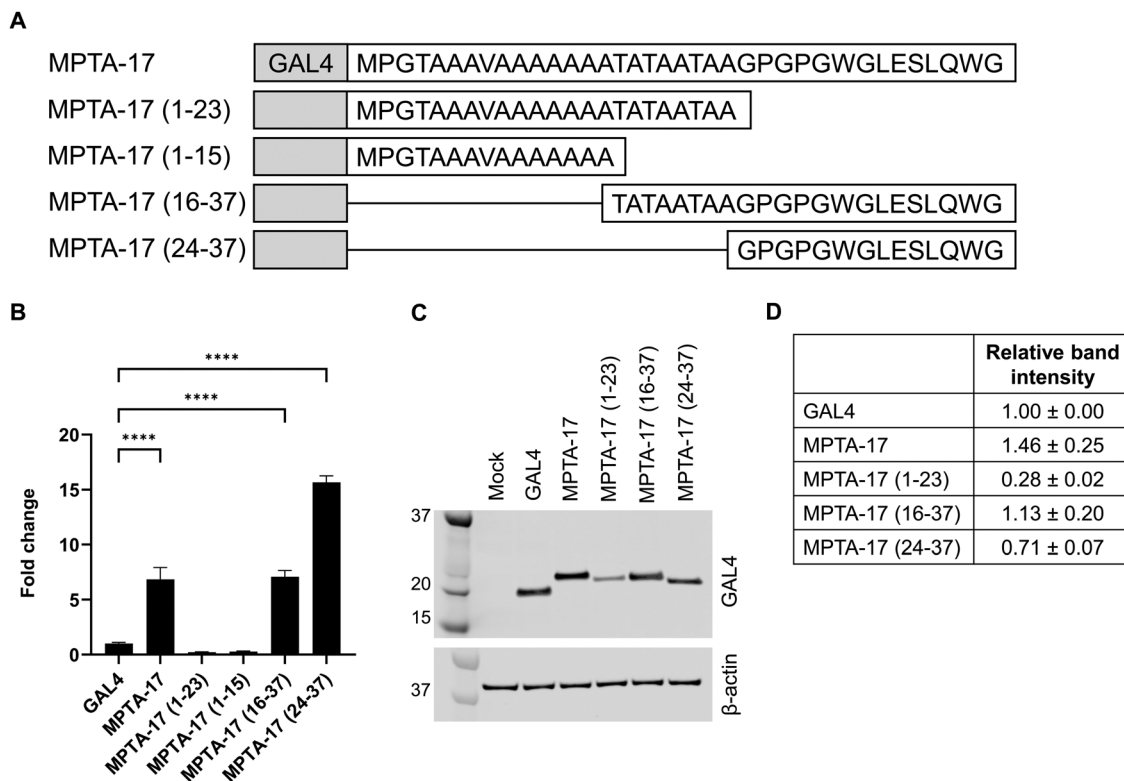 A
MPTA-17 GAL4 MPGTAAAVAAAAAAATATAATAAGPGPGWGLESLQWG
MPTA-17 (1-23) MPGTAAAVAAAAAAATATAATAA
MPTA-17 (1-15) MPGTAAAVAAAAAAA
MPTA-17 (16-37) TATAATAAGPGPGWGLESLQWG
MPTA-17 (24-37) GPGPGWGLESLQWG
B
****
****
****
Fold change
20
15
10
5
0
GAL4
MPTA-17
MPTA-17 (1-23)
MPTA-17 (1-15)
MPTA-17 (16-37)
MPTA-17 (24-37)
C
Mock
GAL4
MPTA-17
MPTA-17 (1-23)
MPTA-17 (16-37)
MPTA-17 (24-37)
37
20
15
GAL4
37
β-actin
D
Relative band
intensity
GAL4 1.00 ± 0.00
MPTA-17 1.46 ± 0.25
MPTA-17 (1-23) 0.28 ± 0.02
MPTA-17 (16-37) 1.13 ± 0.20
MPTA-17 (24-37) 0.71 ± 0.07